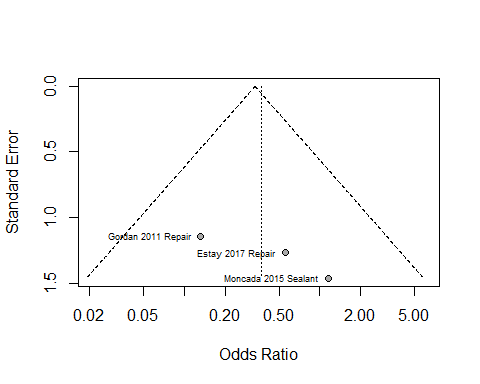 Standard Error
0.0
0.5
1.0
1.5
Gordan 2011 Repair
Estay 2017 Repair
Moncada 2015 Sealant
0.02 0.05 0.20 0.50 2.00 5.00
Odds Ratio